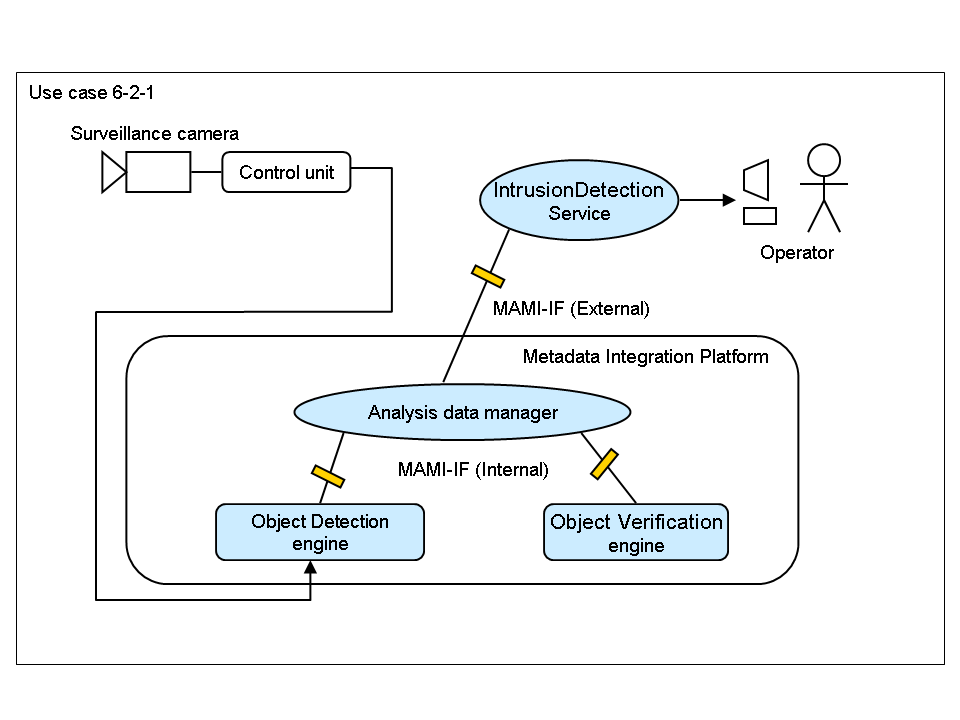 Use case 6-2-1
Surveillance camera
Control unit
IntrusionDetection
Service
Operator
MAMI-IF (External)
Metadata Integration Platform
Analysis data manager
MAMI-IF (Internal)
Object Detection
engine
Object Verification
engine